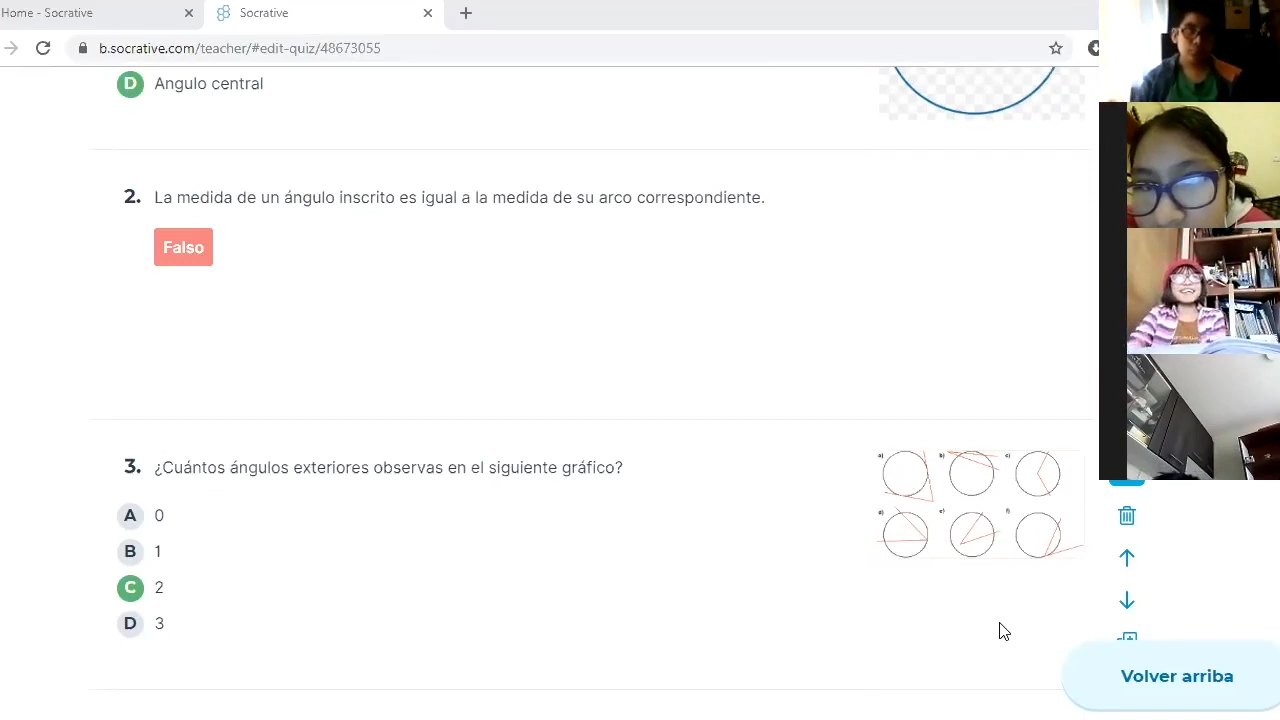 Home - Socrative
Socrative
b.socrative.com/teacher/#edit-quiz/48673055
D Angulo central
2. La medida de un ángulo inscrito es igual a la medida de su arco correspondiente.
Falso
3. ¿Cuántos ángulos exteriores observas en el siguiente gráfico?
a) b) c)
d) e) f)
A 0
B 1
C 2
D 3
Volver arriba